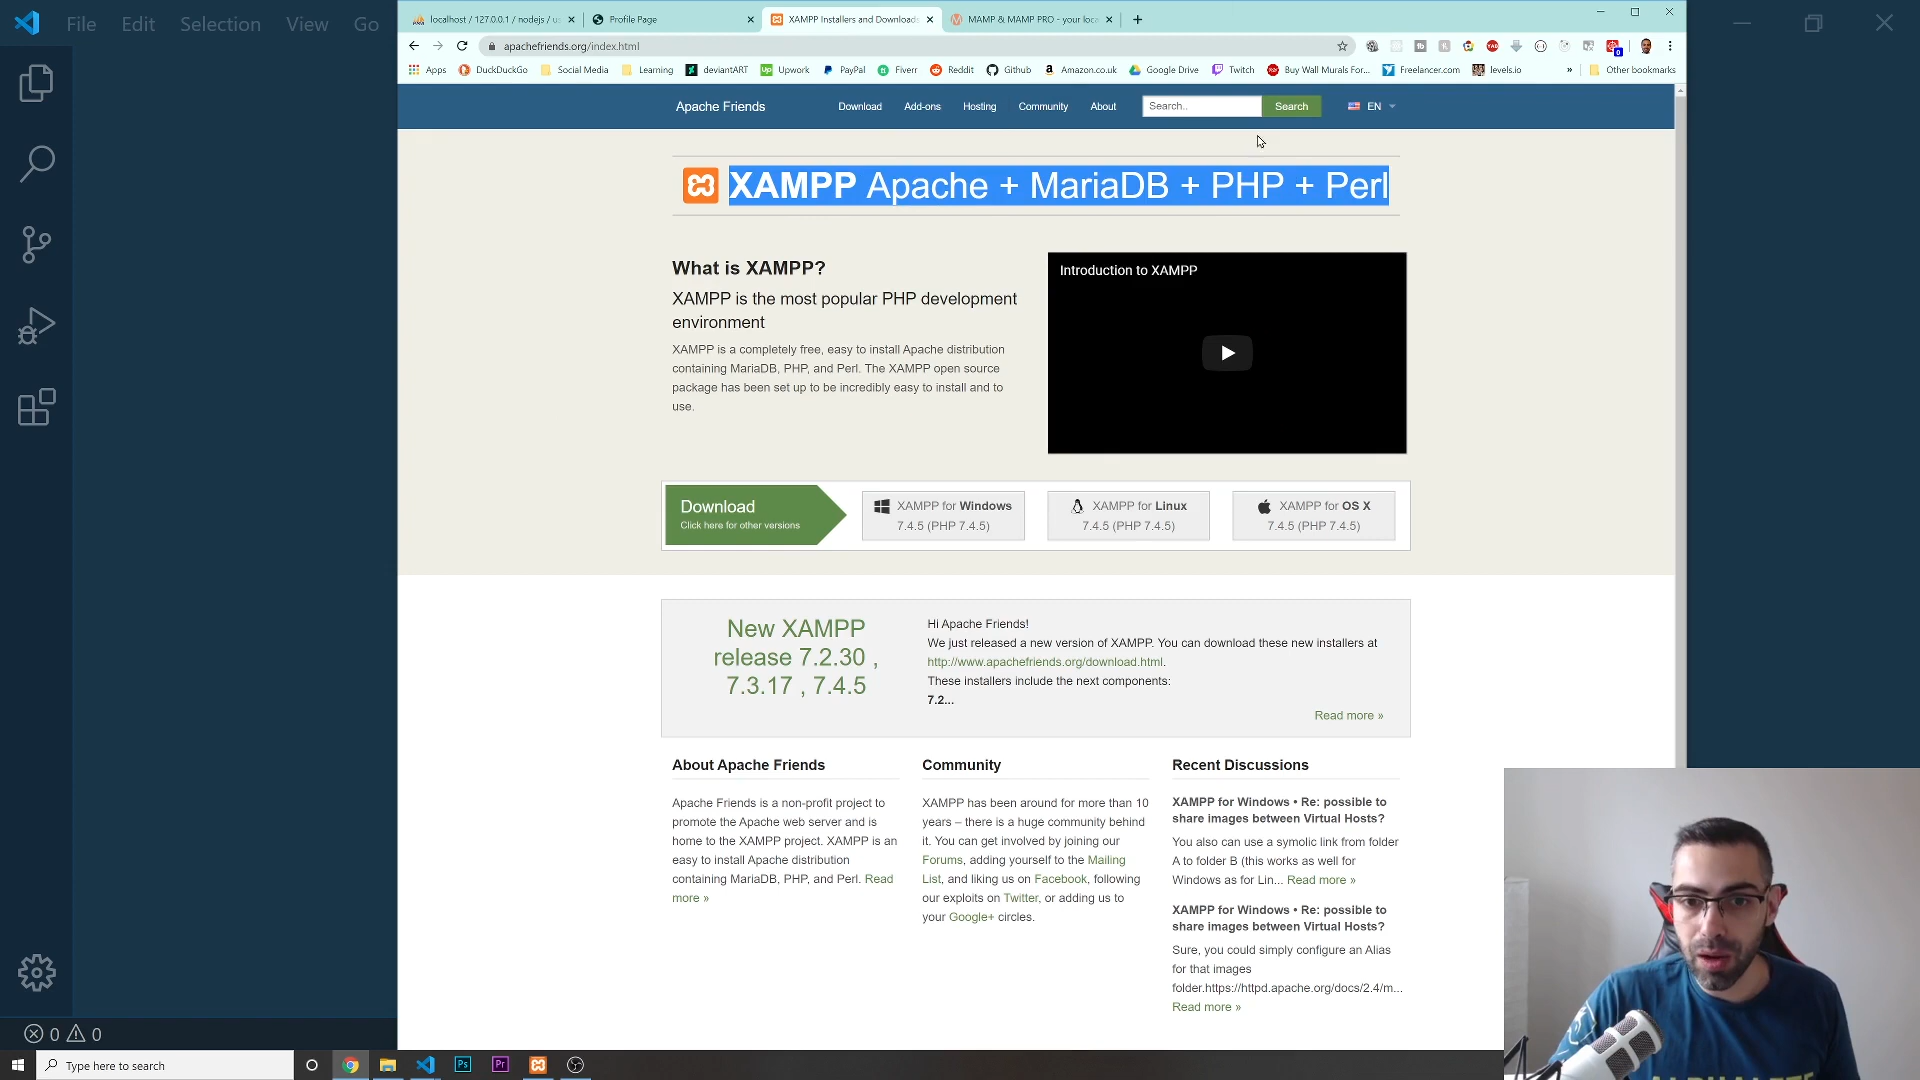 File Edit Selection View Go
localhost / 127.0.0.1 / nodejs / u
Profile Page
XAMPP Installers and Downloads
MAMP & MAMP PRO - your loca
apachefriends.org/index.html
Apps DuckDuckGo Social Media Learning deviantART Upwork PayPal Fiverr Reddit Github Amazon.co.uk Google Drive Twitch Buy Wall Murals For... Freelancer.com levels.io » Other bookmarks
Apache Friends Download Add-ons Hosting Community About Search.. Search EN
XAMPP Apache + MariaDB + PHP + Perl
What is XAMPP?
XAMPP is the most popular PHP development
environment
XAMPP is a completely free, easy to install Apache distribution
containing MariaDB, PHP, and Perl. The XAMPP open source
package has been set up to be incredibly easy to install and to
use.
Introduction to XAMPP
Download
Click here for other versions
XAMPP for Windows
7.4.5 (PHP 7.4.5)
XAMPP for Linux
7.4.5 (PHP 7.4.5)
XAMPP for OS X
7.4.5 (PHP 7.4.5)
New XAMPP
release 7.2.30 ,
7.3.17 , 7.4.5
Hi Apache Friends!
We just released a new version of XAMPP. You can download these new installers at
http://www.apachefriends.org/download.html.
These installers include the next components:
7.2...
Read more »
About Apache Friends
Apache Friends is a non-profit project to
promote the Apache web server and is
home to the XAMPP project. XAMPP is an
easy to install Apache distribution
containing MariaDB, PHP, and Perl. Read
more »
Community
XAMPP has been around for more than 10
years – there is a huge community behind
it. You can get involved by joining our
Forums, adding yourself to the Mailing
List, and liking us on Facebook, following
our exploits on Twitter, or adding us to
your Google+ circles.
Recent Discussions
XAMPP for Windows • Re: possible to
share images between Virtual Hosts?
You also can use a symolic link from folder
A to folder B (this works as well for
Windows as for Lin... Read more »
XAMPP for Windows • Re: possible to
share images between Virtual Hosts?
Sure, you could simply configure an Alias
for that images
folder.https://httpd.apache.org/docs/2.4/m...
Read more »
0 0
Type here to search
Ps Pr